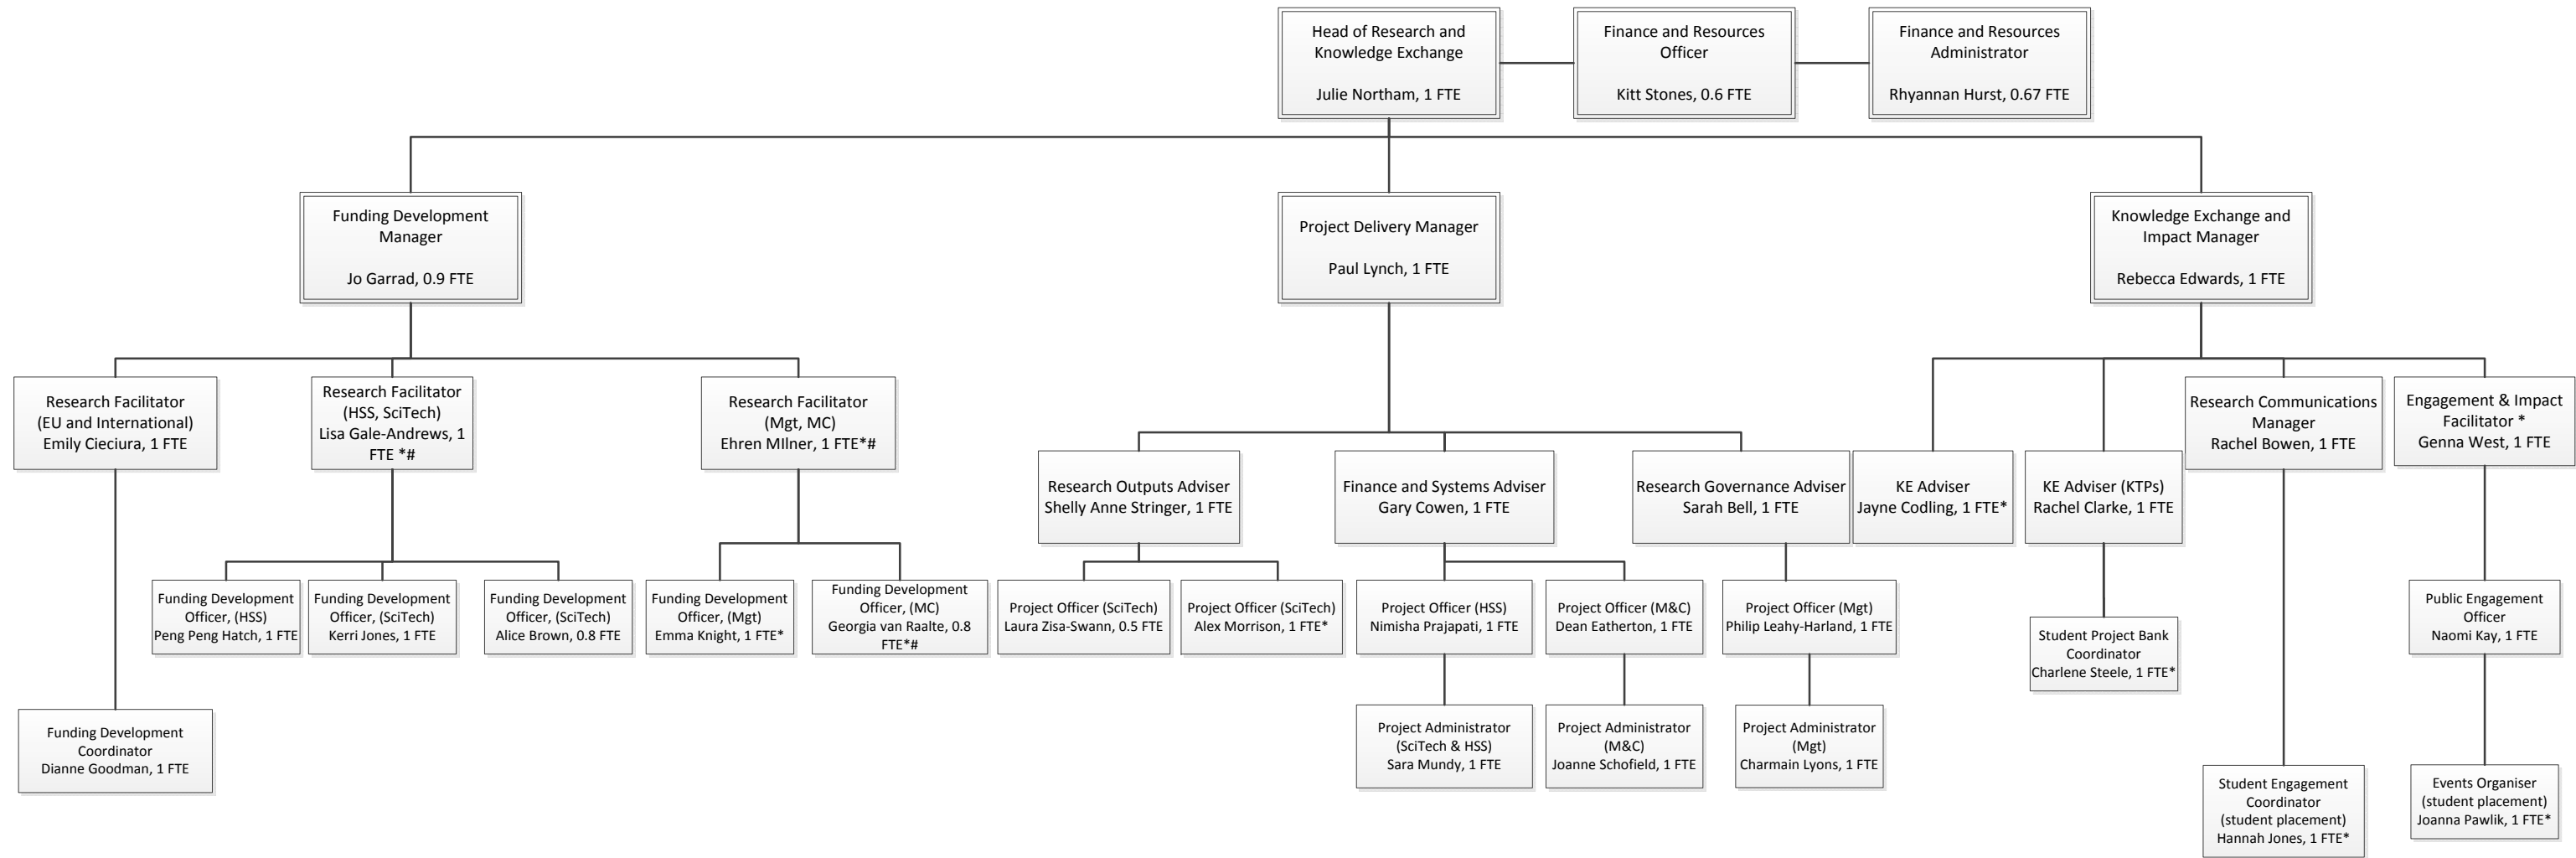 Head of Research and
Knowledge Exchange
Julie Northam, 1 FTE
Finance and Resources
Officer
Kitt Stones, 0.6 FTE
Finance and Resources
Administrator
Rhyannan Hurst, 0.67 FTE
Funding Development
Manager
Jo Garrad, 0.9 FTE
Project Delivery Manager
Paul Lynch, 1 FTE
Knowledge Exchange and
Impact Manager
Rebecca Edwards, 1 FTE
Research Facilitator
(EU and International)
Emily Cieciura, 1 FTE
Research Facilitator
(HSS, SciTech)
Lisa Gale-Andrews, 1
FTE *#
Research Facilitator
(Mgt, MC)
Ehren MIlner, 1 FTE*#
Research Communications
Manager
Rachel Bowen, 1 FTE
Engagement & Impact
Facilitator *
Genna West, 1 FTE
Research Outputs Adviser
Shelly Anne Stringer, 1 FTE
Finance and Systems Adviser
Gary Cowen, 1 FTE
Research Governance Adviser
Sarah Bell, 1 FTE
KE Adviser
Jayne Codling, 1 FTE*
KE Adviser (KTPs)
Rachel Clarke, 1 FTE
Funding Development
Officer, (HSS)
Peng Peng Hatch, 1 FTE
Funding Development
Officer, (SciTech)
Kerri Jones, 1 FTE
Funding Development
Officer, (SciTech)
Alice Brown, 0.8 FTE
Funding Development
Officer, (Mgt)
Emma Knight, 1 FTE*
Funding Development
Officer, (MC)
Georgia van Raalte, 0.8
FTE*#
Project Officer (SciTech)
Laura Zisa-Swann, 0.5 FTE
Project Officer (SciTech)
Alex Morrison, 1 FTE*
Project Officer (HSS)
Nimisha Prajapati, 1 FTE
Project Officer (M&C)
Dean Eatherton, 1 FTE
Project Officer (Mgt)
Philip Leahy-Harland, 1 FTE
Student Project Bank
Coordinator
Charlene Steele, 1 FTE*
Public Engagement
Officer
Naomi Kay, 1 FTE
Funding Development
Coordinator
Dianne Goodman, 1 FTE
Project Administrator
(SciTech & HSS)
Sara Mundy, 1 FTE
Project Administrator
(M&C)
Joanne Schofield, 1 FTE
Project Administrator
(Mgt)
Charmain Lyons, 1 FTE
Student Engagement
Coordinator
(student placement)
Hannah Jones, 1 FTE*
Events Organiser
(student placement)
Joanna Pawlik, 1 FTE*